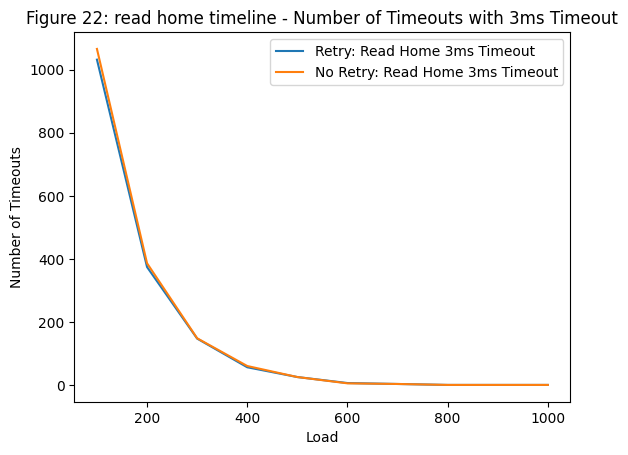 Figure 22: read home timeline - Number of Timeouts with 3ms Timeout
Retry: Read Home 3ms Timeout
No Retry: Read Home 3ms Timeout
Number of Timeouts
1000
800
600
400
200
0
200
400
600
800
1000
Load